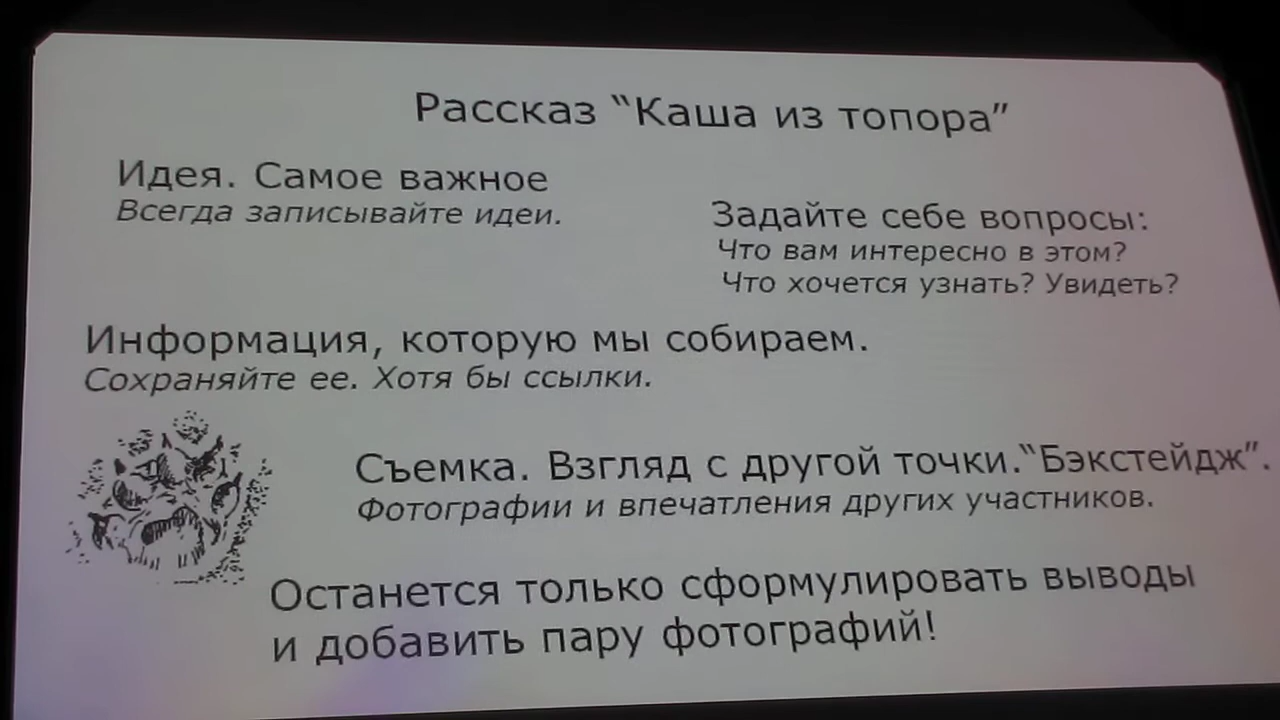 Рассказ “Каша из топора”
Идея. Самое важное
Всегда записывайте идеи.
Задайте себе вопросы:
Что вам интересно в этом?
Что хочется узнать? Увидеть?
Информация, которую мы собираем.
Сохраняйте ее. Хотя бы ссылки.
Съемка. Взгляд с другой точки.“Бэкстейдж”.
Фотографии и впечатления других участников.
Останется только сформулировать выводы
и добавить пару фотографий!